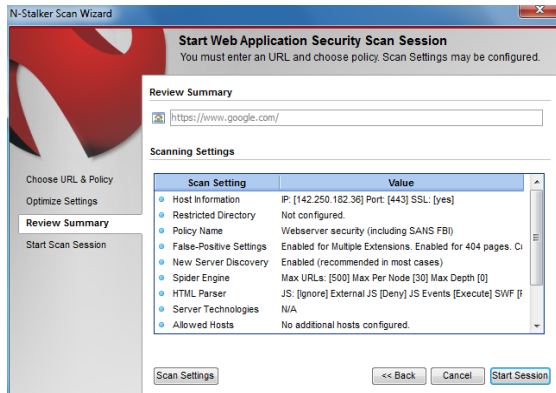 N-Stalker Scan Wizard
Start Web Application Security Scan Session
You must enter an URL and choose policy. Scan Settings may be configured.
Review Summary
https://www.google.com/
Scanning Settings
Choose URL & Policy
Optimize Settings
Review Summary
Start Scan Session
Scan Setting Value
Host Information IP: [142.250.182.36] Port: [443] SSL: [yes]
Restricted Directory Not configured.
Policy Name Webserver security (including SANS FBI)
False-Positive Settings Enabled for Multiple Extensions. Enabled for 404 pages.
New Server Discovery Enabled (recommended in most cases)
Spider Engine Max URLs: [500] Max Per Node [30] Max Depth [0]
HTML Parser JS: [Ignore] External JS [Deny] JS Events [Execute] SWF
Server Technologies N/A
Allowed Hosts No additional hosts configured.
Scan Settings << Back Cancel Start Session